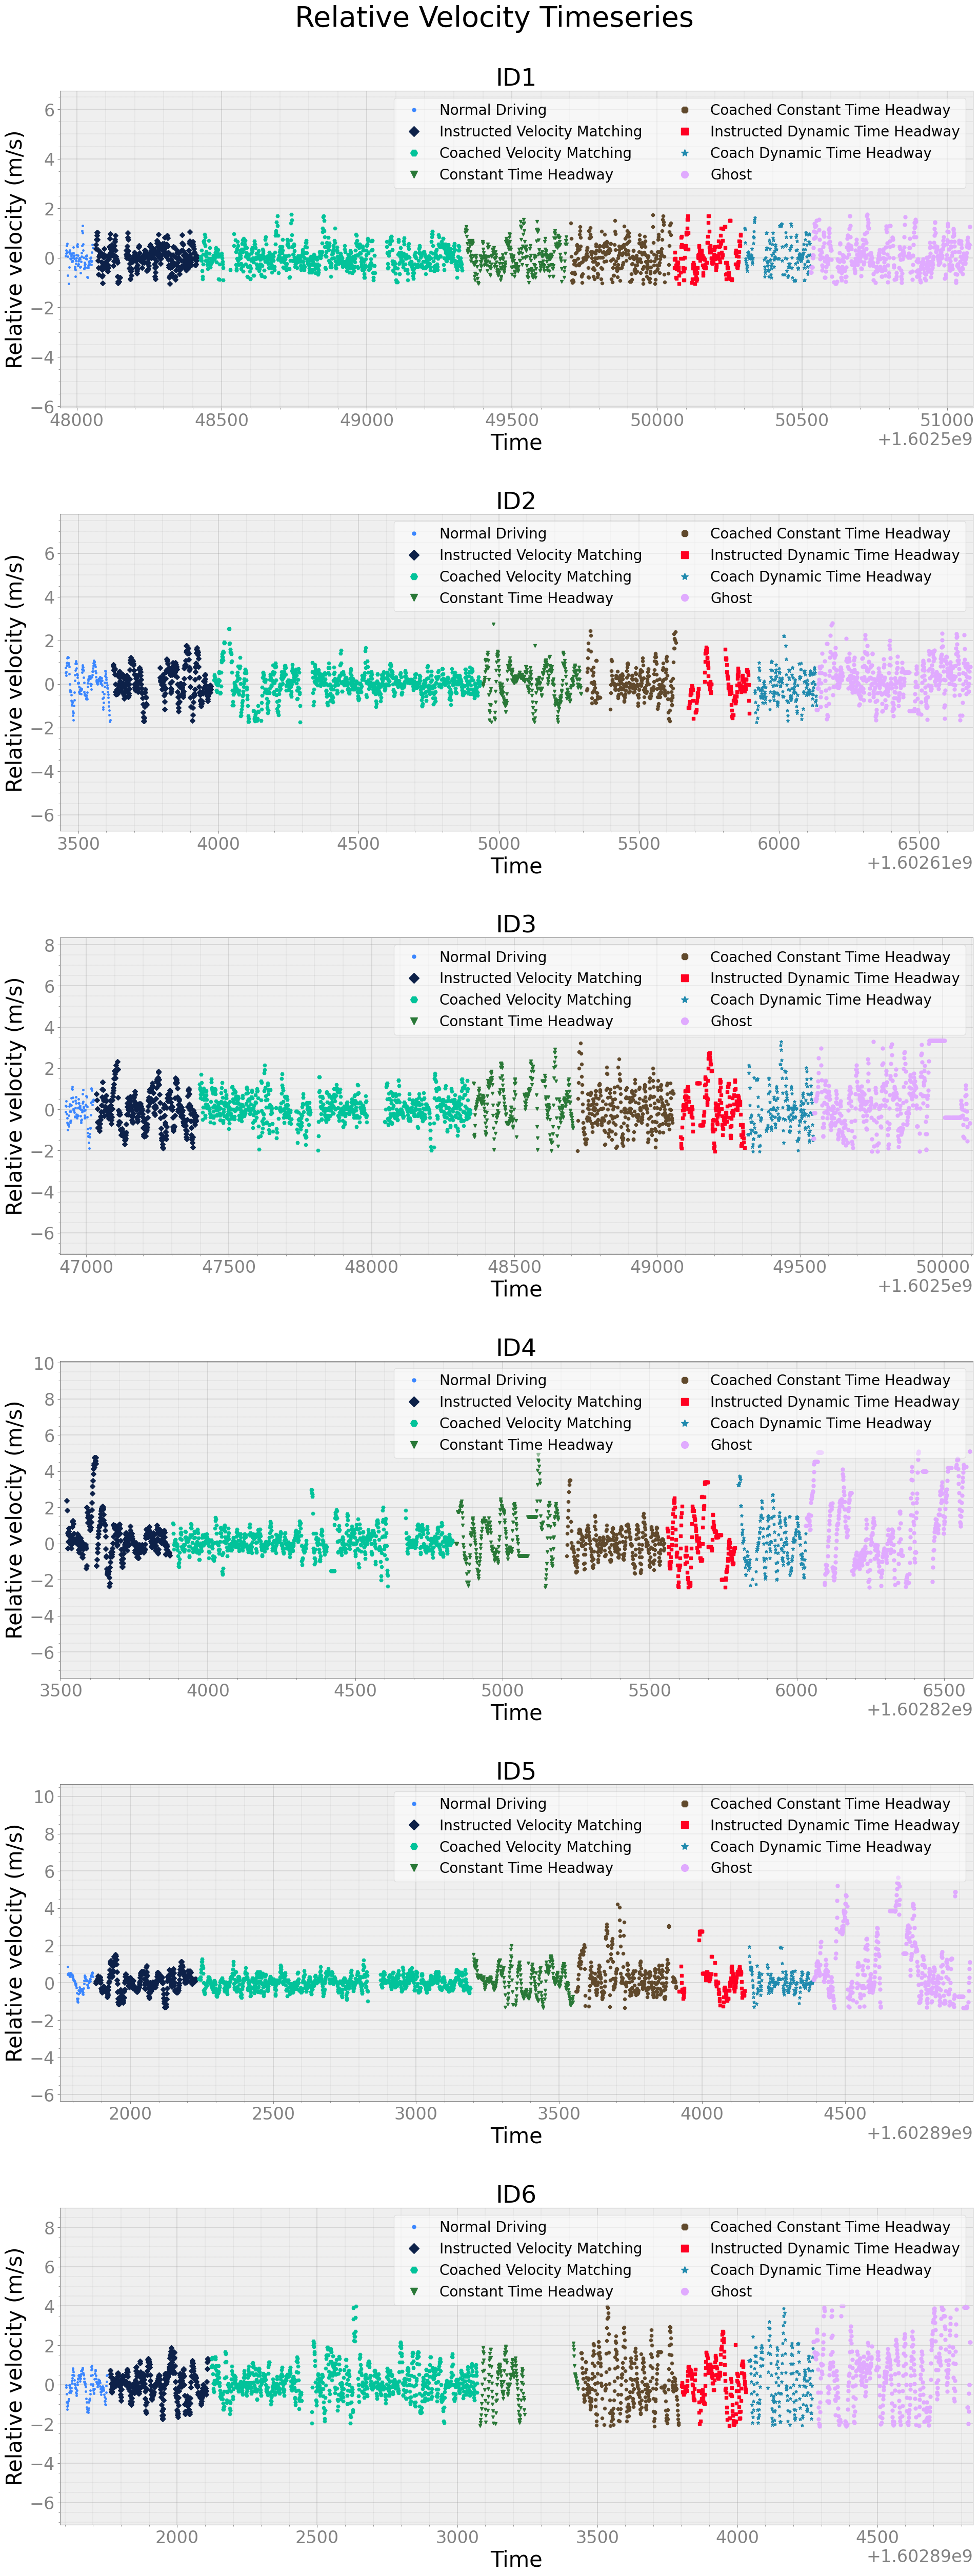 Relative Velocity Timeseries
ID1
Relative velocity (m/s)
6
4
2
0
−2
−4
−6
Normal Driving
Instructed Velocity Matching
Coached Velocity Matching
Constant Time Headway
Coached Constant Time Headway
Instructed Dynamic Time Headway
Coach Dynamic Time Headway
Ghost
48000 48500 49000 49500 50000 50500 51000
+1.6025e9
Time
ID2
Relative velocity (m/s)
6
4
2
0
−2
−4
−6
Normal Driving
Instructed Velocity Matching
Coached Velocity Matching
Constant Time Headway
Coached Constant Time Headway
Instructed Dynamic Time Headway
Coach Dynamic Time Headway
Ghost
3500 4000 4500 5000 5500 6000 6500
+1.60261e9
Time
ID3
Relative velocity (m/s)
8
6
4
2
0
−2
−4
−6
Normal Driving
Instructed Velocity Matching
Coached Velocity Matching
Constant Time Headway
Coached Constant Time Headway
Instructed Dynamic Time Headway
Coach Dynamic Time Headway
Ghost
47000 47500 48000 48500 49000 49500 50000
+1.6025e9
Time
ID4
Relative velocity (m/s)
10
8
6
4
2
0
−2
−4
−6
Normal Driving
Instructed Velocity Matching
Coached Velocity Matching
Constant Time Headway
Coached Constant Time Headway
Instructed Dynamic Time Headway
Coach Dynamic Time Headway
Ghost
3500 4000 4500 5000 5500 6000 6500
+1.60282e9
Time
ID5
Relative velocity (m/s)
10
8
6
4
2
0
−2
−4
−6
Normal Driving
Instructed Velocity Matching
Coached Velocity Matching
Constant Time Headway
Coached Constant Time Headway
Instructed Dynamic Time Headway
Coach Dynamic Time Headway
Ghost
2000 2500 3000 3500 4000 4500
+1.60289e9
Time
ID6
Relative velocity (m/s)
8
6
4
2
0
−2
−4
−6
Normal Driving
Instructed Velocity Matching
Coached Velocity Matching
Constant Time Headway
Coached Constant Time Headway
Instructed Dynamic Time Headway
Coach Dynamic Time Headway
Ghost
2000 2500 3000 3500 4000 4500
+1.60289e9
Time